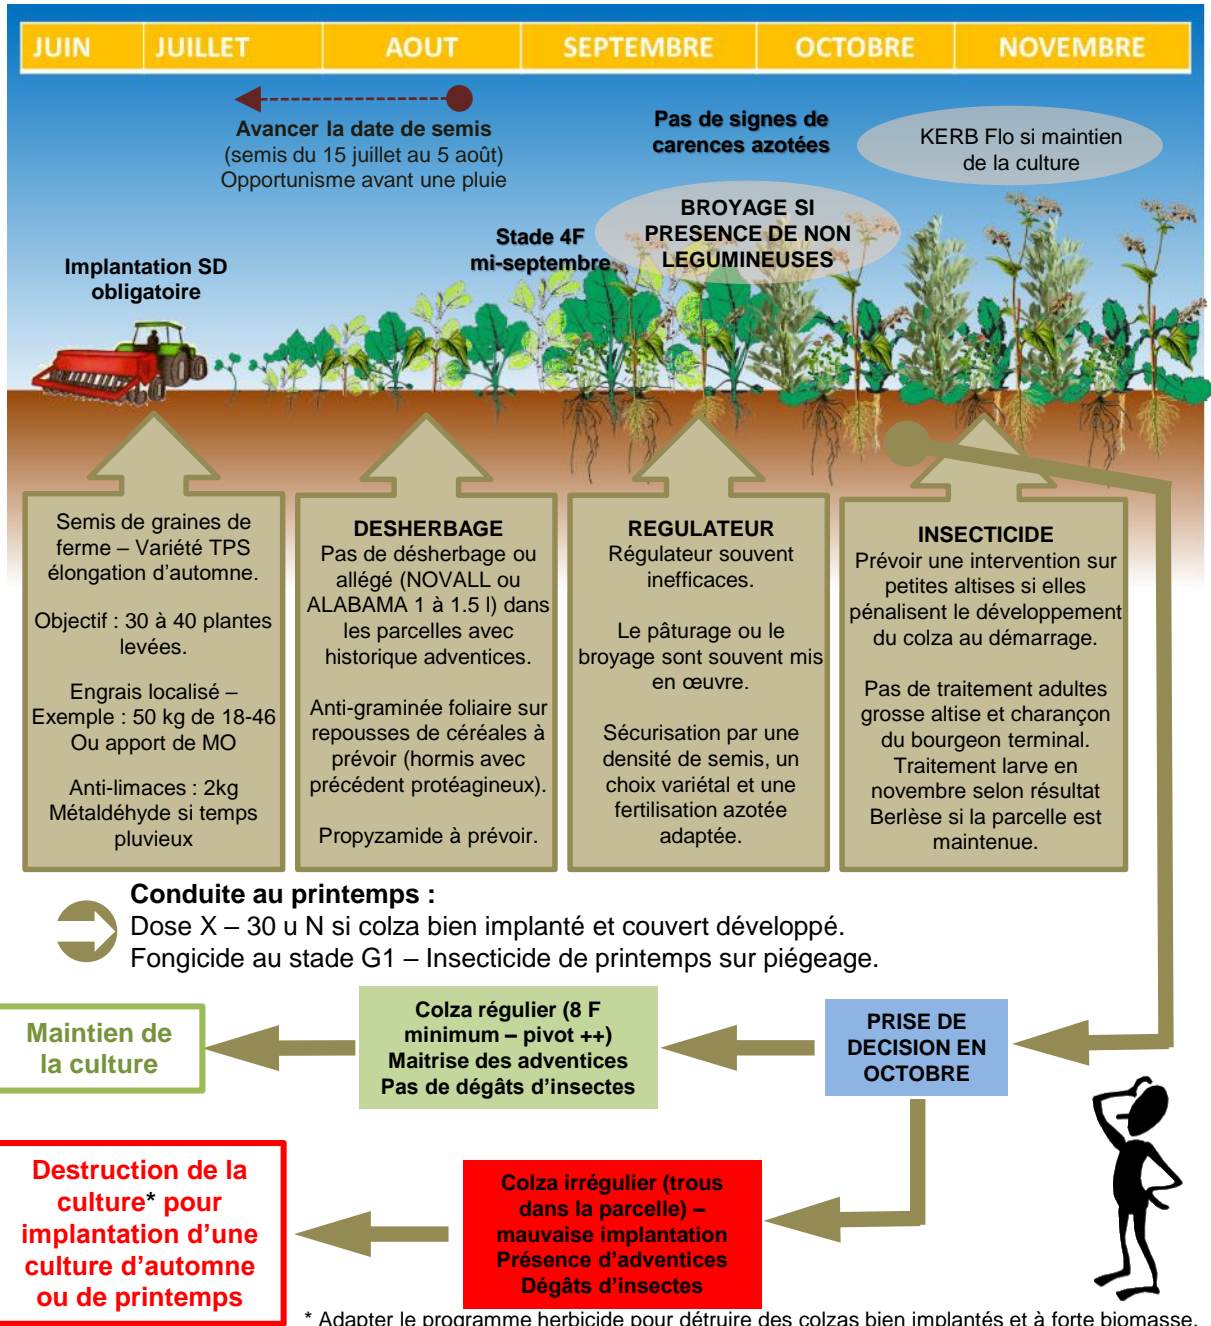 JUIN
JUILLET
AOUT
SEPTEMBRE
OCTOBRE
NOVEMBRE
Avancer la date de semis
(semis du 15 juillet au 5 août)
Opportunisme avant une pluie
Pas de signes de
carences azotées
KERB Flo si maintien
de la culture
BROYAGE SI
PRESENCE DE NON
LEGUMINEUSES
Stade 4F
mi-septembre
Implantation SD
obligatoire
Semis de graines de
ferme – Variété TPS
élongation d’automne.
Objectif : 30 à 40 plantes
levées.
Engrais localisé –
Exemple : 50 kg de 18-46
Ou apport de MO
Anti-limaces : 2kg
Métaldéhyde si temps
pluvieux
DESHERBAGE
Pas de désherbage ou
allégé (NOVALL ou
ALABAMA 1 à 1.5 l) dans
les parcelles avec
historique adventices.
Anti-graminée foliaire sur
repousses de céréales à
prévoir (hormis avec
précédent protéagineux).
Propyzamide à prévoir.
REGULATEUR
Régulateur souvent
inefficaces.
Le pâturage ou le
broyage sont souvent mis
en œuvre.
Sécurisation par une
densité de semis, un
choix variétal et une
fertilisation azotée
adaptée.
INSECTICIDE
Prévoir une intervention sur
petites altises si elles
pénalisent le développement
du colza au démarrage.
Pas de traitement adultes
grosse altise et charançon
du bourgeon terminal.
Traitement larve en
novembre selon résultat
Berlèse si la parcelle est
maintenue.
Conduite au printemps :
Dose X – 30 u N si colza bien implanté et couvert développé.
Fongicide au stade G1 – Insecticide de printemps sur piégeage.
Maintien de
la culture
Colza régulier (8 F
minimum – pivot ++)
Maitrise des adventices
Pas de dégâts d’insectes
PRISE DE
DECISION EN
OCTOBRE
Destruction de la
culture* pour
implantation d’une
culture d’automne
ou de printemps
Colza irrégulier (trous
dans la parcelle) –
mauvaise implantation
Présence d’adventices
Dégâts d’insectes
* Adapter le programme herbicide pour détruire des colzas bien implantés et à forte biomasse.